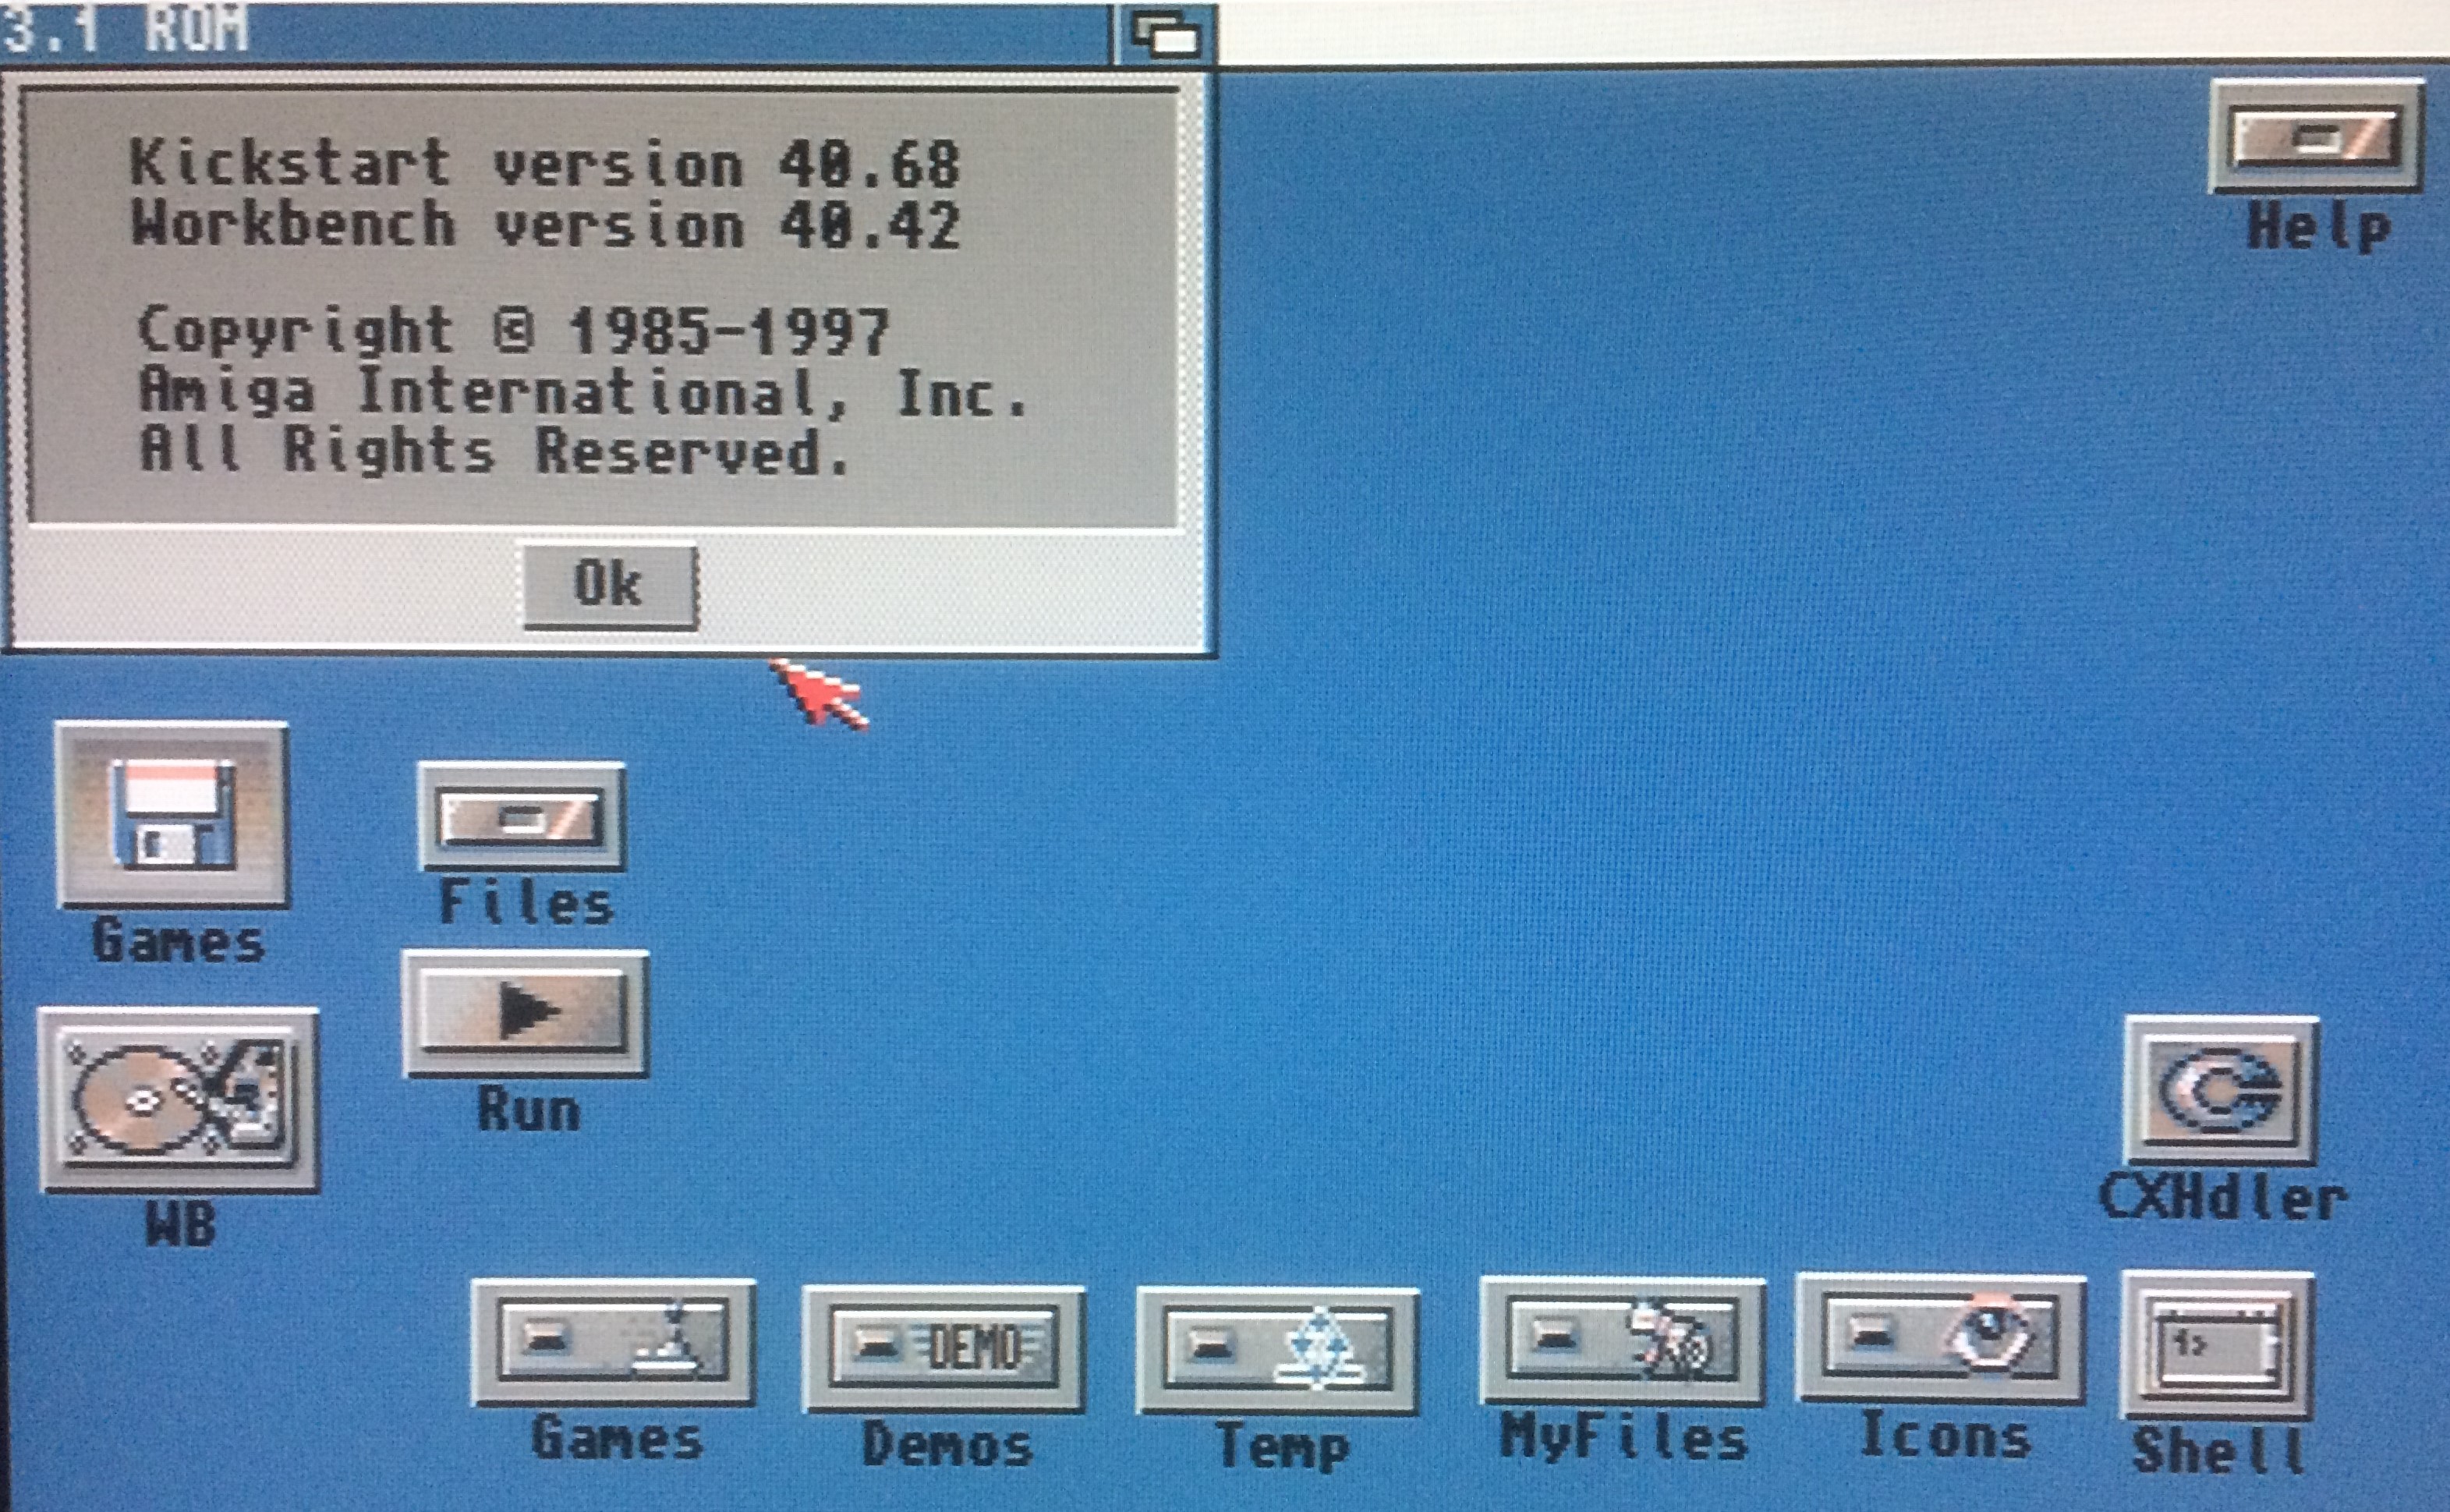 3.1 ROM
Kickstart version 40.68
Workbench version 40.42
Copyright © 1985-1997
Amiga International, Inc.
All Rights Reserved.
Ok
Help
Games
Files
Run
WB
CXHdler
DEMO
1>
Games
Demos
Temp
MyFiles
Icons
Shell